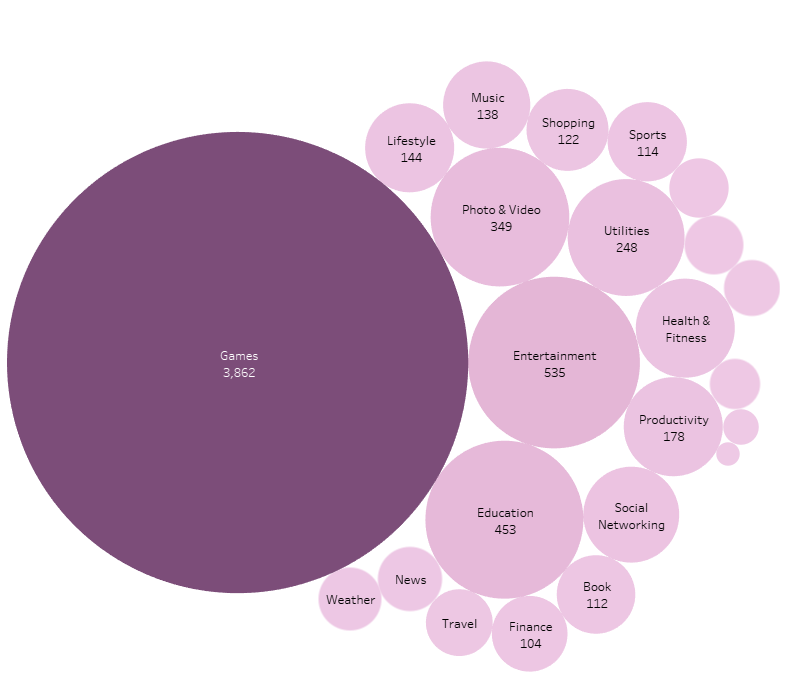 Music
138
Shopping
122
Sports
114
Lifestyle
144
Photo & Video
349
Utilities
248
Health &
Fitness
Games
3,862
Entertainment
535
Productivity
178
Education
453
Social
Networking
News
Weather
Book
112
Travel
Finance
104